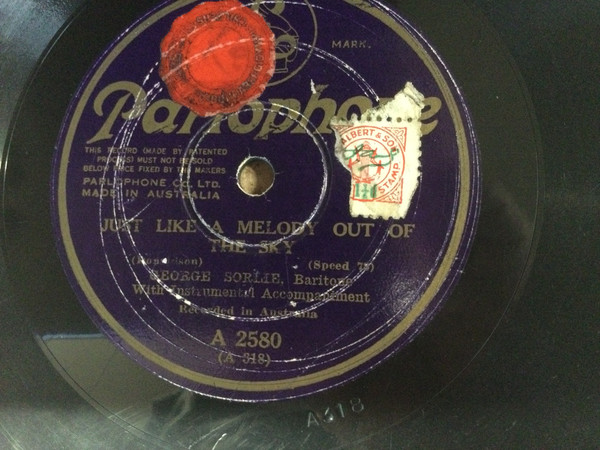 MARK.
Parlophone
THIS RECORD (MADE BY PATENTED
PROCESS) MUST NOT BE SOLD
BELOW PRICE FIXED BY THE MAKERS
PARLOPHONE Co. LTD.
MADE IN AUSTRALIA
ALBERT & SON
STAMP
JUST LIKE A MELODY OUT OF
THE SKY
(Speed 78)
GEORGE SORLIE, Baritone
With Instrumental Accompaniment
Recorded in Australia
A 2580
(A 318)
A318